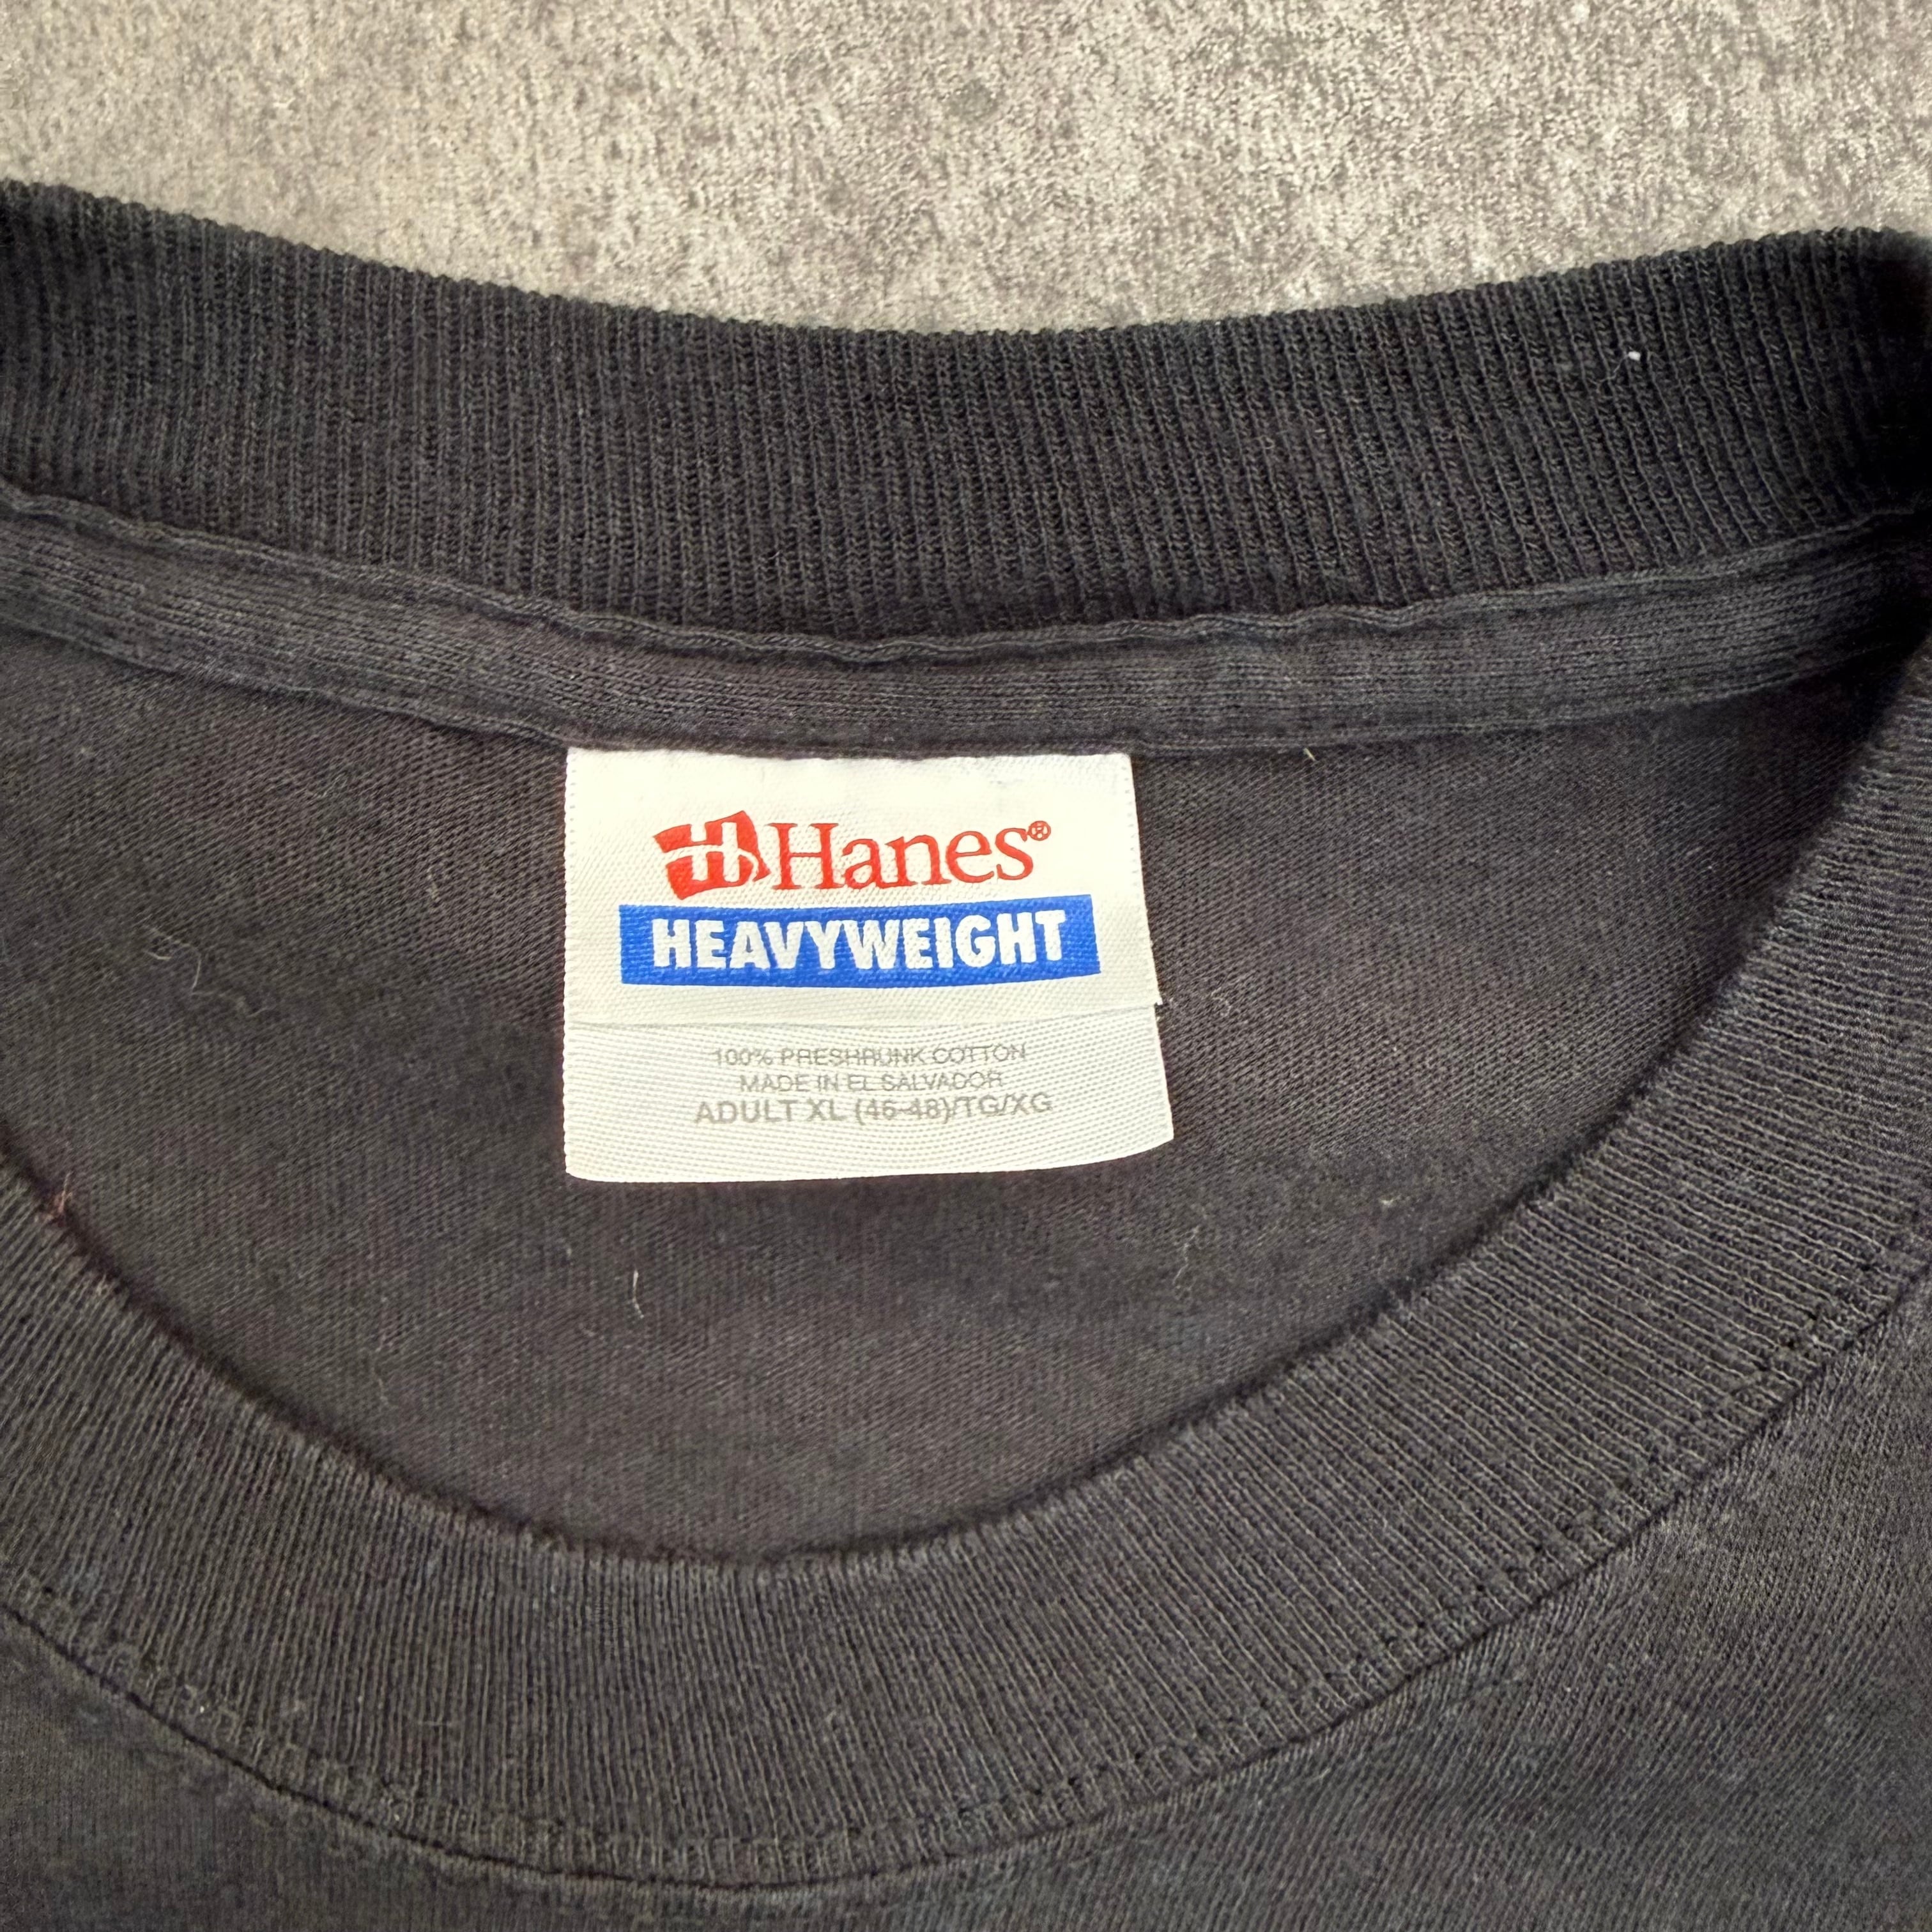 Hanes®
HEAVYWEIGHT
100% PRESHRUNK COTTON
MADE IN EL SALVADOR
ADULT XL (46-48)/TG/XG